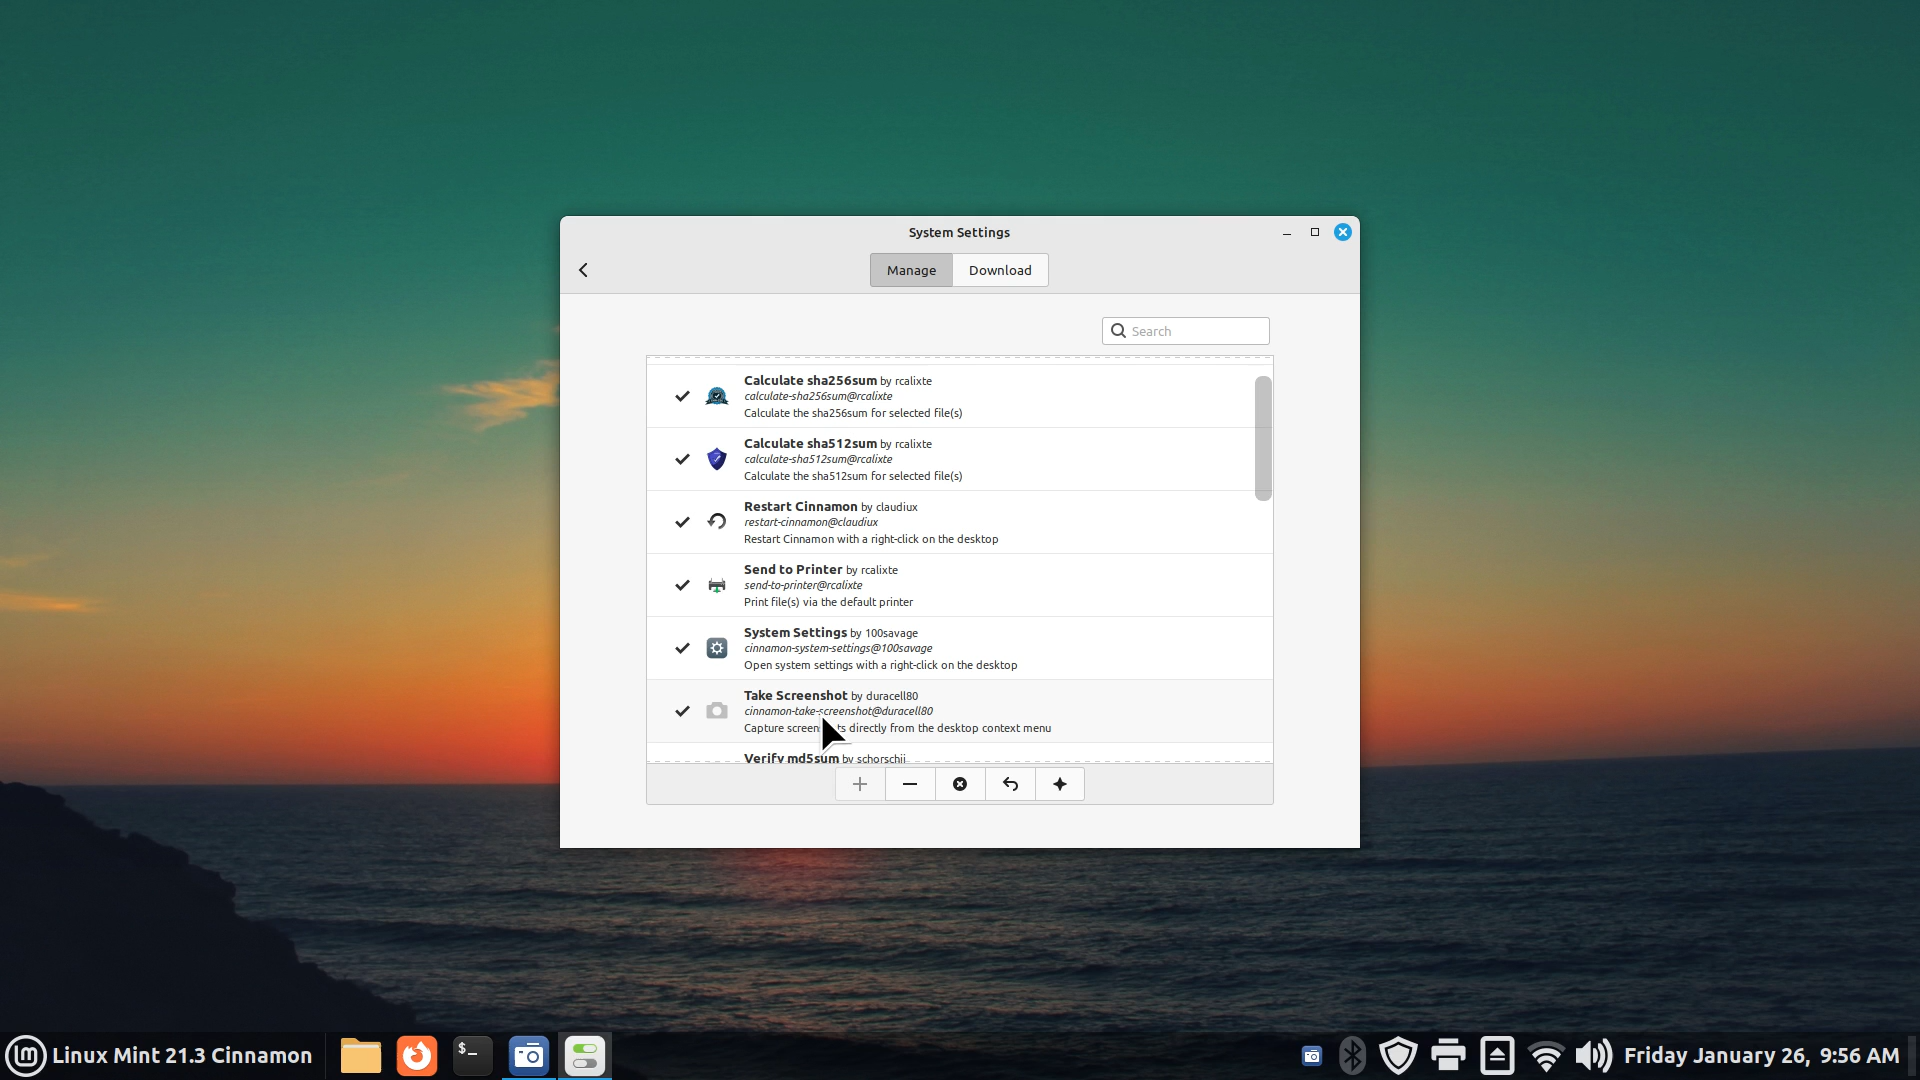 System Settings
Manage
Download
Search
Calculate sha256sum by rcalixte
calculate-sha256sum@rcalixte
Calculate the sha256sum for selected file(s)
Calculate sha512sum by rcalixte
calculate-sha512sum@rcalixte
Calculate the sha512sum for selected file(s)
Restart Cinnamon by claudiux
restart-cinnamon@claudiux
Restart Cinnamon with a right-click on the desktop
Send to Printer by rcalixte
send-to-printer@rcalixte
Print file(s) via the default printer
System Settings by 100savage
cinnamon-system-settings@100savage
Open system settings with a right-click on the desktop
Take Screenshot by duracell80
cinnamon-take-screenshot@duracell80
Capture directly from the desktop context menu
Verify md5sum by schorschii
Linux Mint 21.3 Cinnamon
$_
Friday January 26, 9:56 AM